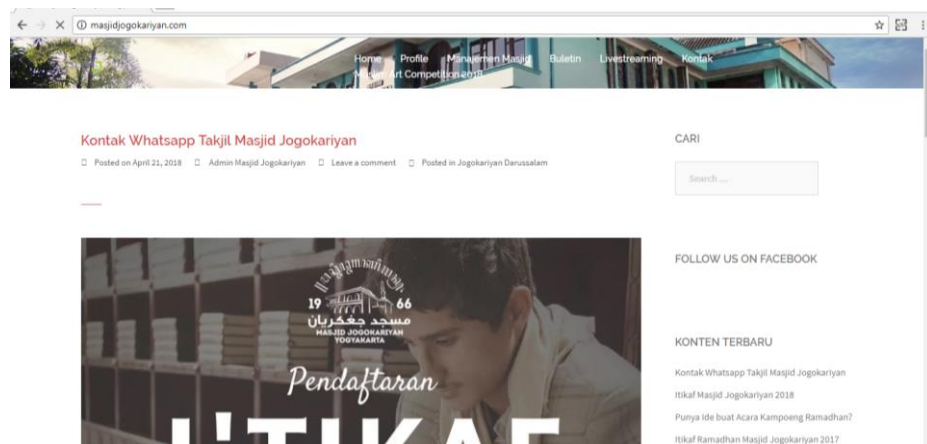 masjidjogokariyan.com
Home Profile Manajemen Masjid Buletin Livestreaming Kontak
Muslim Art Competition 2018
Kontak Whatsapp Takjil Masjid Jogokariyan
Posted on April 21, 2018 Admin Masjid Jogokariyan Leave a comment Posted in Jogokariyan Darussalam
CARI
Search ...
FOLLOW US ON FACEBOOK
19 66
مسجد جغكريان
MASJID JOGOKARIYAN
YOGYAKARTA
Pendaftaran
I'TIKAF
KONTEN TERBARU
Kontak Whatsapp Takjil Masjid Jogokariyan
Itikaf Masjid Jogokariyan 2018
Punya Ide buat Acara Kampoeng Ramadhan?
Itikaf Ramadhan Masjid Jogokariyan 2017